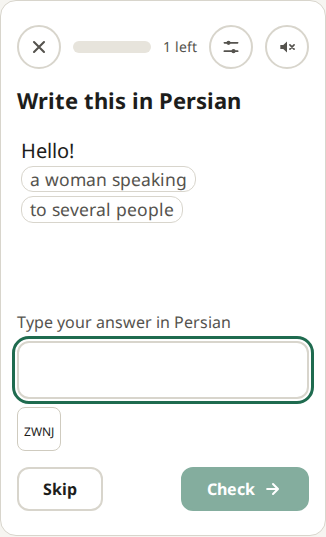 1 left
Write this in Persian
Hello!
a woman speaking
to several people
Type your answer in Persian
ZWNJ
Skip
Check